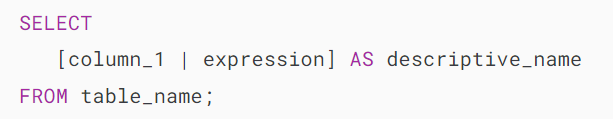 SELECT
[column_1 | expression] AS descriptive_name
FROM table_name;